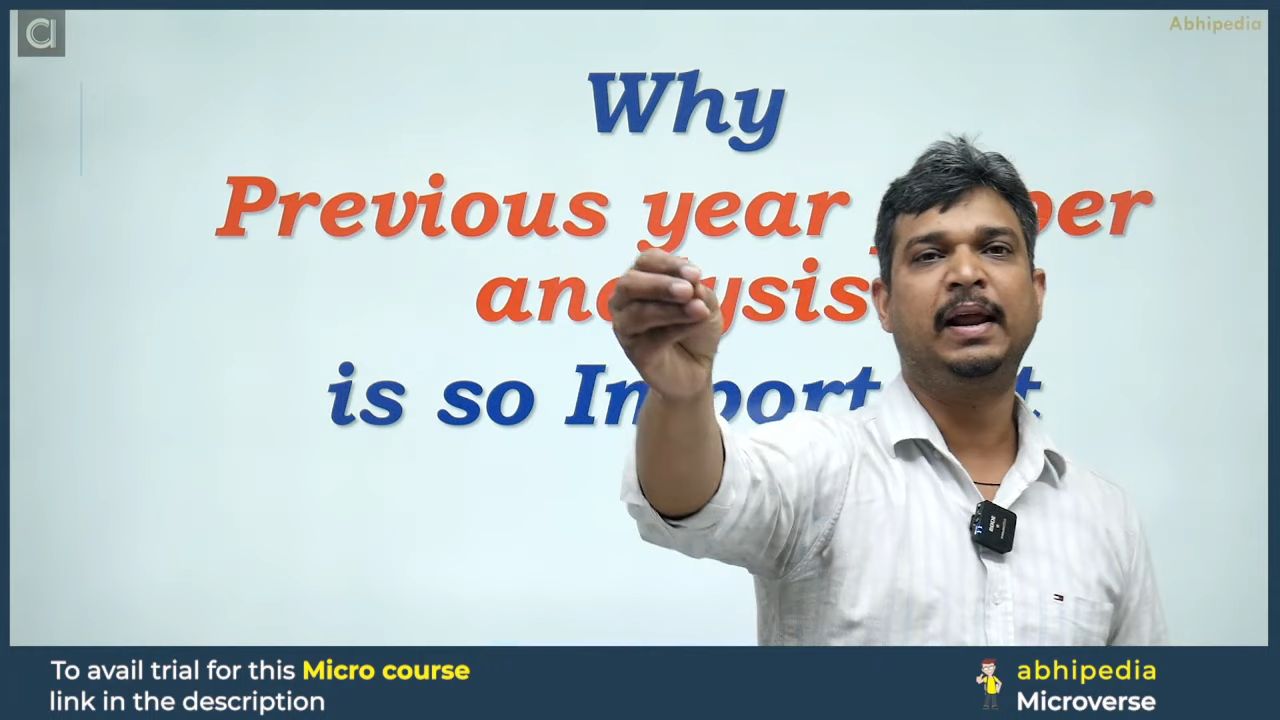 Abhipedia
Why
Previous year
is so
To avail trial for this Micro course
link in the description
abhipedia
Microverse